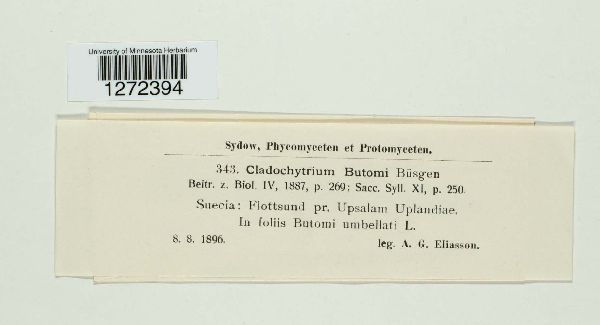 University of Minnesota Herbarium
1272394
Sydow, Phycomyceten et Protomyceten.
343. Cladochytrium Butomi Büsgen
Beitr. z. Biol. IV, 1887, p. 269; Sacc. Syll. XI, p. 250.
Suecia: Flottsund pr. Upsalam Uplandiae.
In foliis Butomi umbellati L.
8. 8. 1896. leg. A. G. Eliasson.